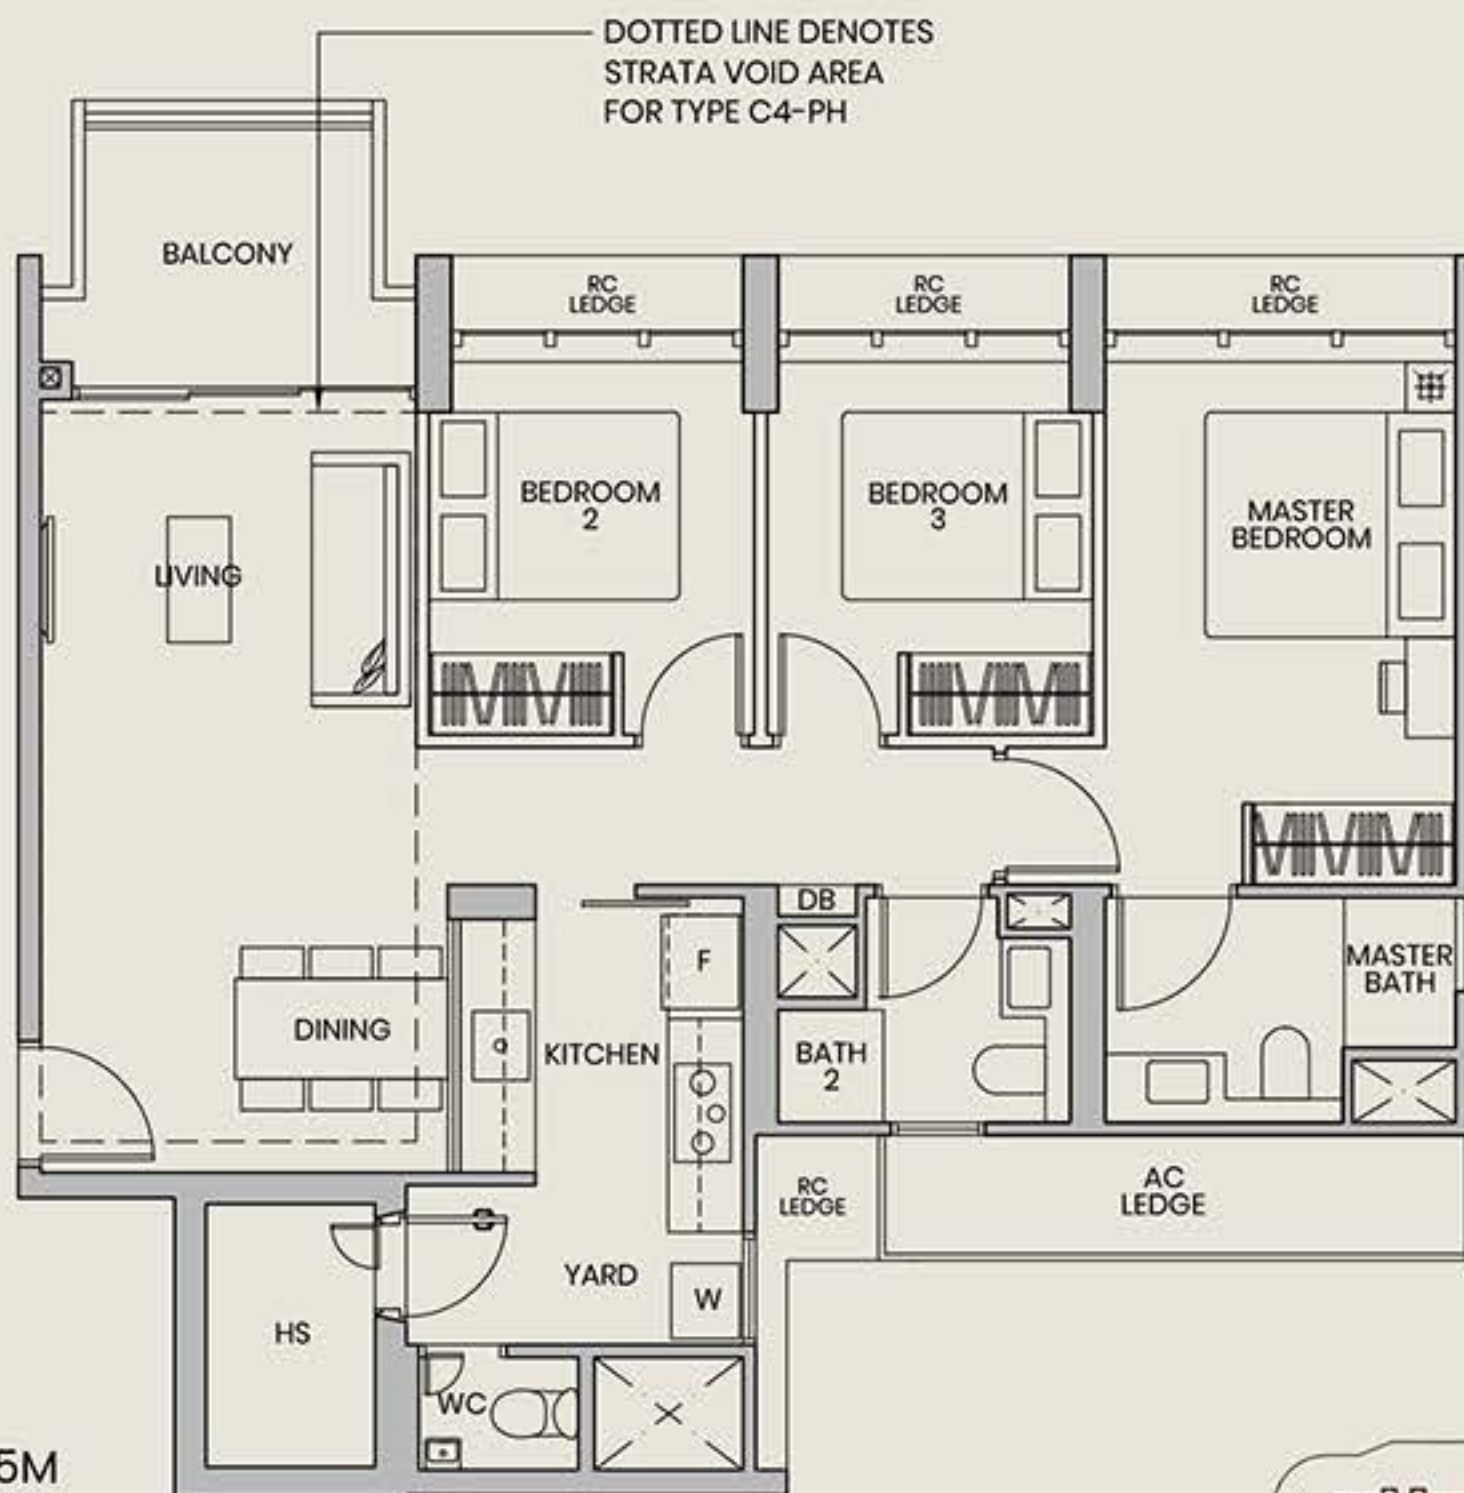 DOTTED LINE DENOTES
STRATA VOID AREA
FOR TYPE C4-PH
BALCONY
RC
LEDGE
RC
LEDGE
RC
LEDGE
BEDROOM
2
BEDROOM
3
MASTER
BEDROOM
LIVING
DB
F
MASTER
BATH
DINING
KITCHEN
BATH
2
RC
LEDGE
AC
LEDGE
YARD
W
HS
WC
5M